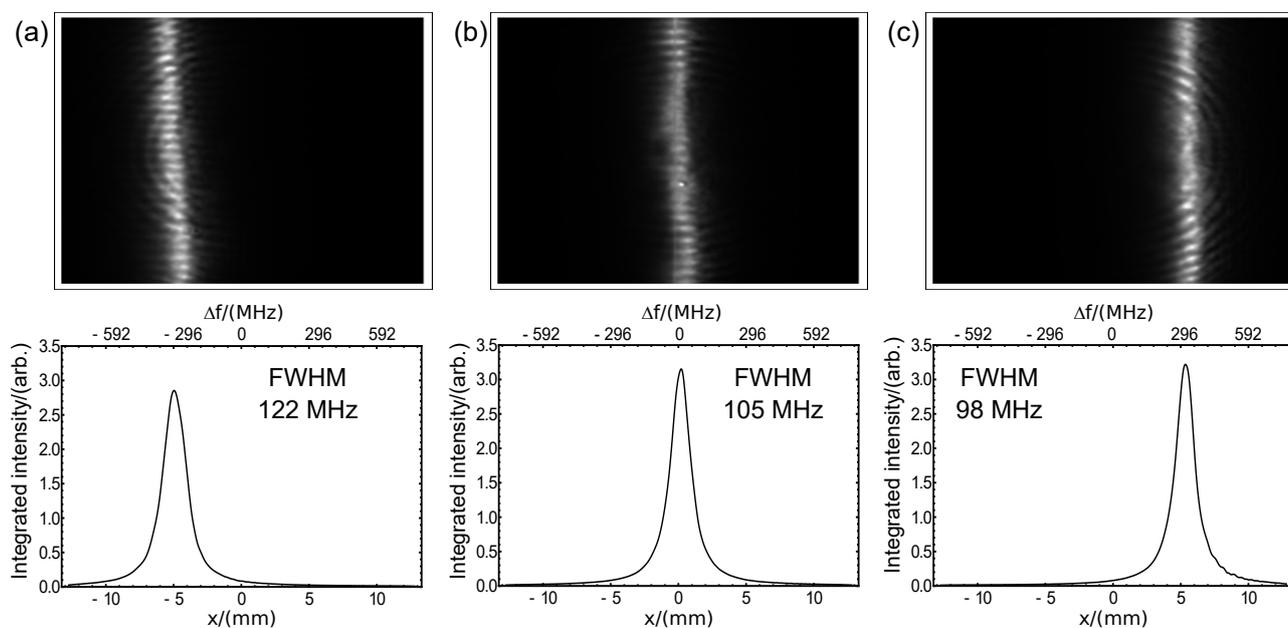 (a)
(b)
(c)
Δf/(MHz)
- 592 - 296 0 296 592
3.5
3.0
2.5
2.0
1.5
1.0
0.5
0.0
Integrated intensity/(arb.)
FWHM
122 MHz
- 10 - 5 0 5 10
x/(mm)
Δf/(MHz)
- 592 - 296 0 296 592
3.5
3.0
2.5
2.0
1.5
1.0
0.5
0.0
Integrated intensity/(arb.)
FWHM
105 MHz
- 10 - 5 0 5 10
x/(mm)
Δf/(MHz)
- 592 - 296 0 296 592
3.5
3.0
2.5
2.0
1.5
1.0
0.5
0.0
Integrated intensity/(arb.)
FWHM
98 MHz
- 10 - 5 0 5 10
x/(mm)